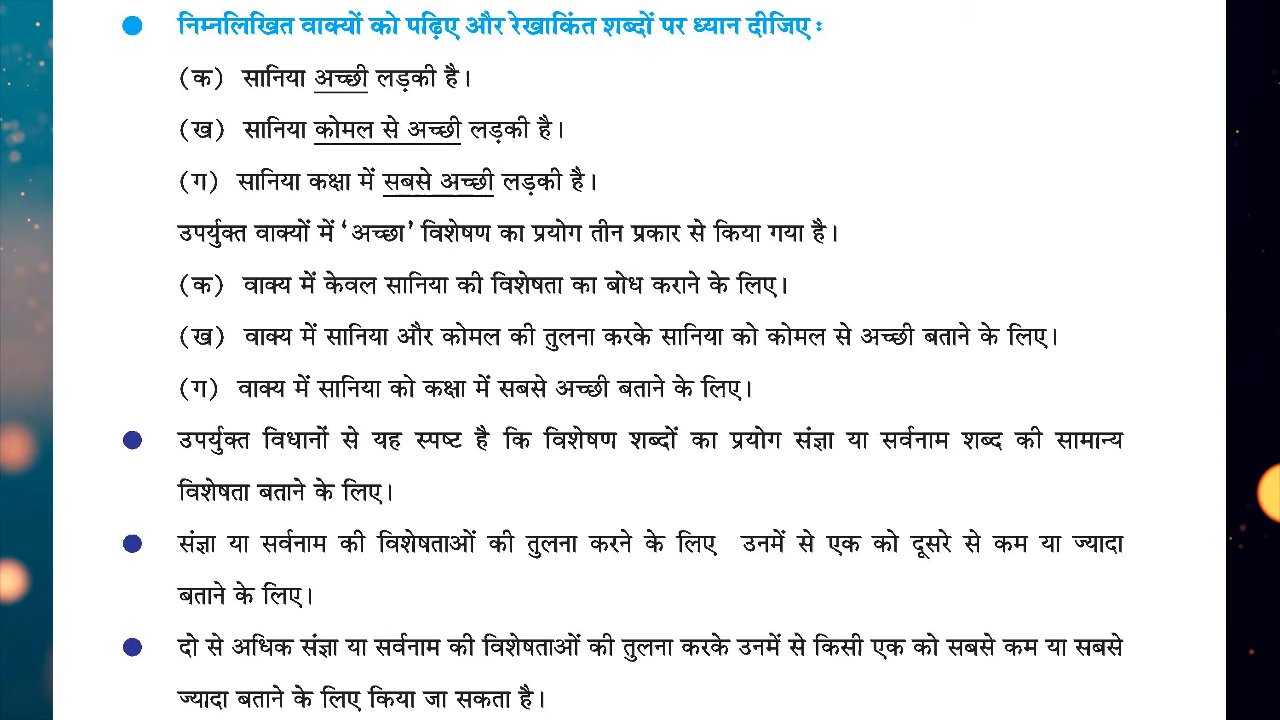 ● निम्नलिखित वाक्यों को पढ़िए और रेखाकिंत शब्दों पर ध्यान दीजिए :
(क) सानिया अच्छी लड़की है।
(ख) सानिया कोमल से अच्छी लड़की है।
(ग) सानिया कक्षा में सबसे अच्छी लड़की है।
उपर्युक्त वाक्यों में ‘अच्छा’ विशेषण का प्रयोग तीन प्रकार से किया गया है।
(क) वाक्य में केवल सानिया की विशेषता का बोध कराने के लिए।
(ख) वाक्य में सानिया और कोमल की तुलना करके सानिया को कोमल से अच्छी बताने के लिए।
(ग) वाक्य में सानिया को कक्षा में सबसे अच्छी बताने के लिए।
● उपर्युक्त विधानों से यह स्पष्ट है कि विशेषण शब्दों का प्रयोग संज्ञा या सर्वनाम शब्द की सामान्य
विशेषता बताने के लिए।
● संज्ञा या सर्वनाम की विशेषताओं की तुलना करने के लिए उनमें से एक को दूसरे से कम या ज्यादा
बताने के लिए।
● दो से अधिक संज्ञा या सर्वनाम की विशेषताओं की तुलना करके उनमें से किसी एक को सबसे कम या सबसे
ज्यादा बताने के लिए किया जा सकता है।